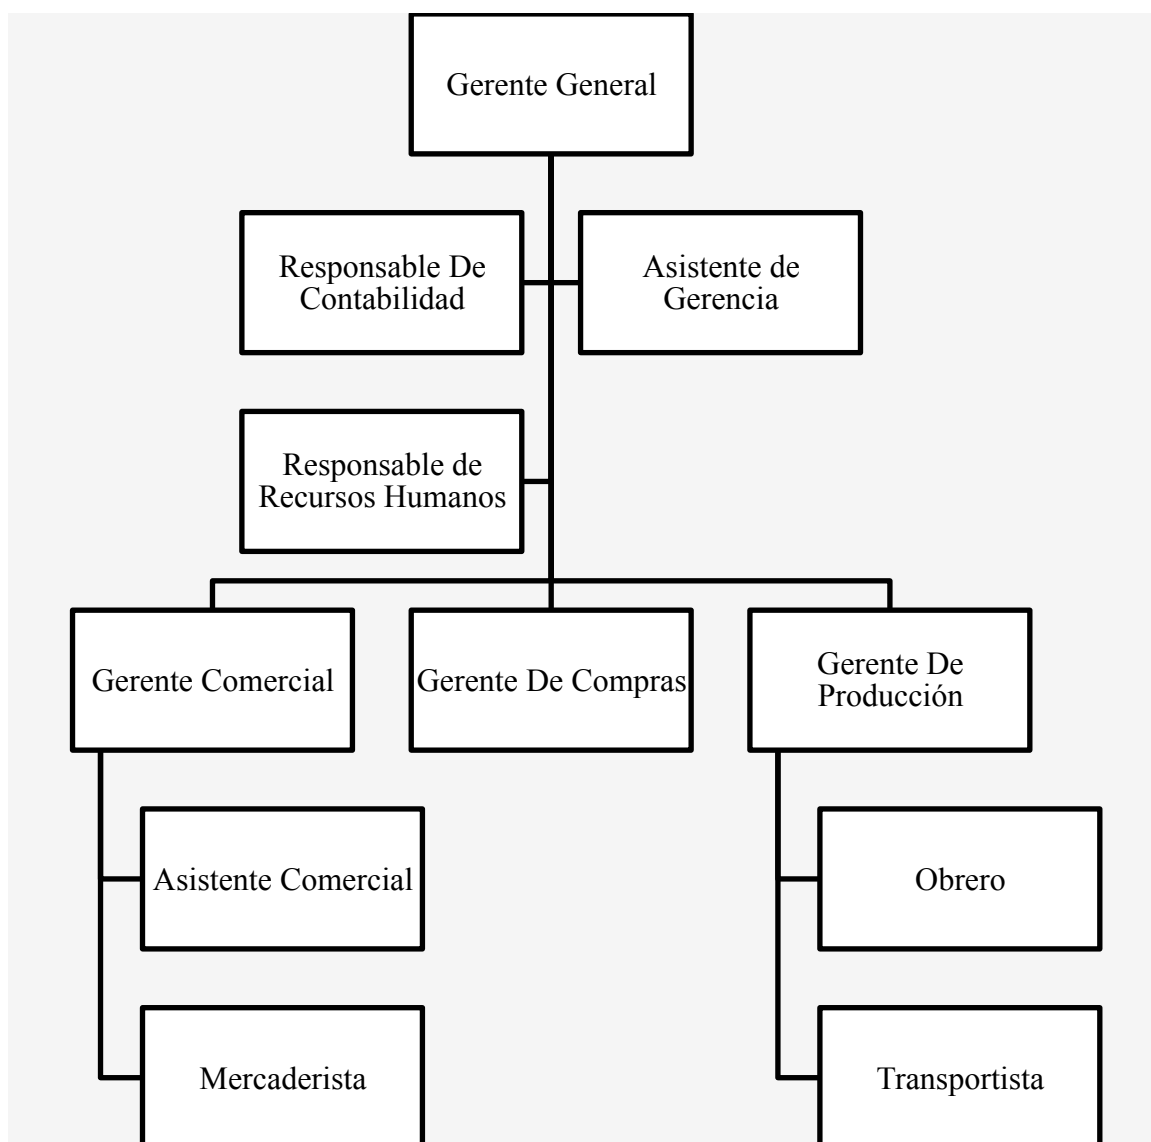 Gerente General
Responsable De
Contabilidad
Asistente de
Gerencia
Responsable de
Recursos Humanos
Gerente Comercial
Gerente De Compras
Gerente De
Producción
Asistente Comercial
Obrero
Mercaderista
Transportista